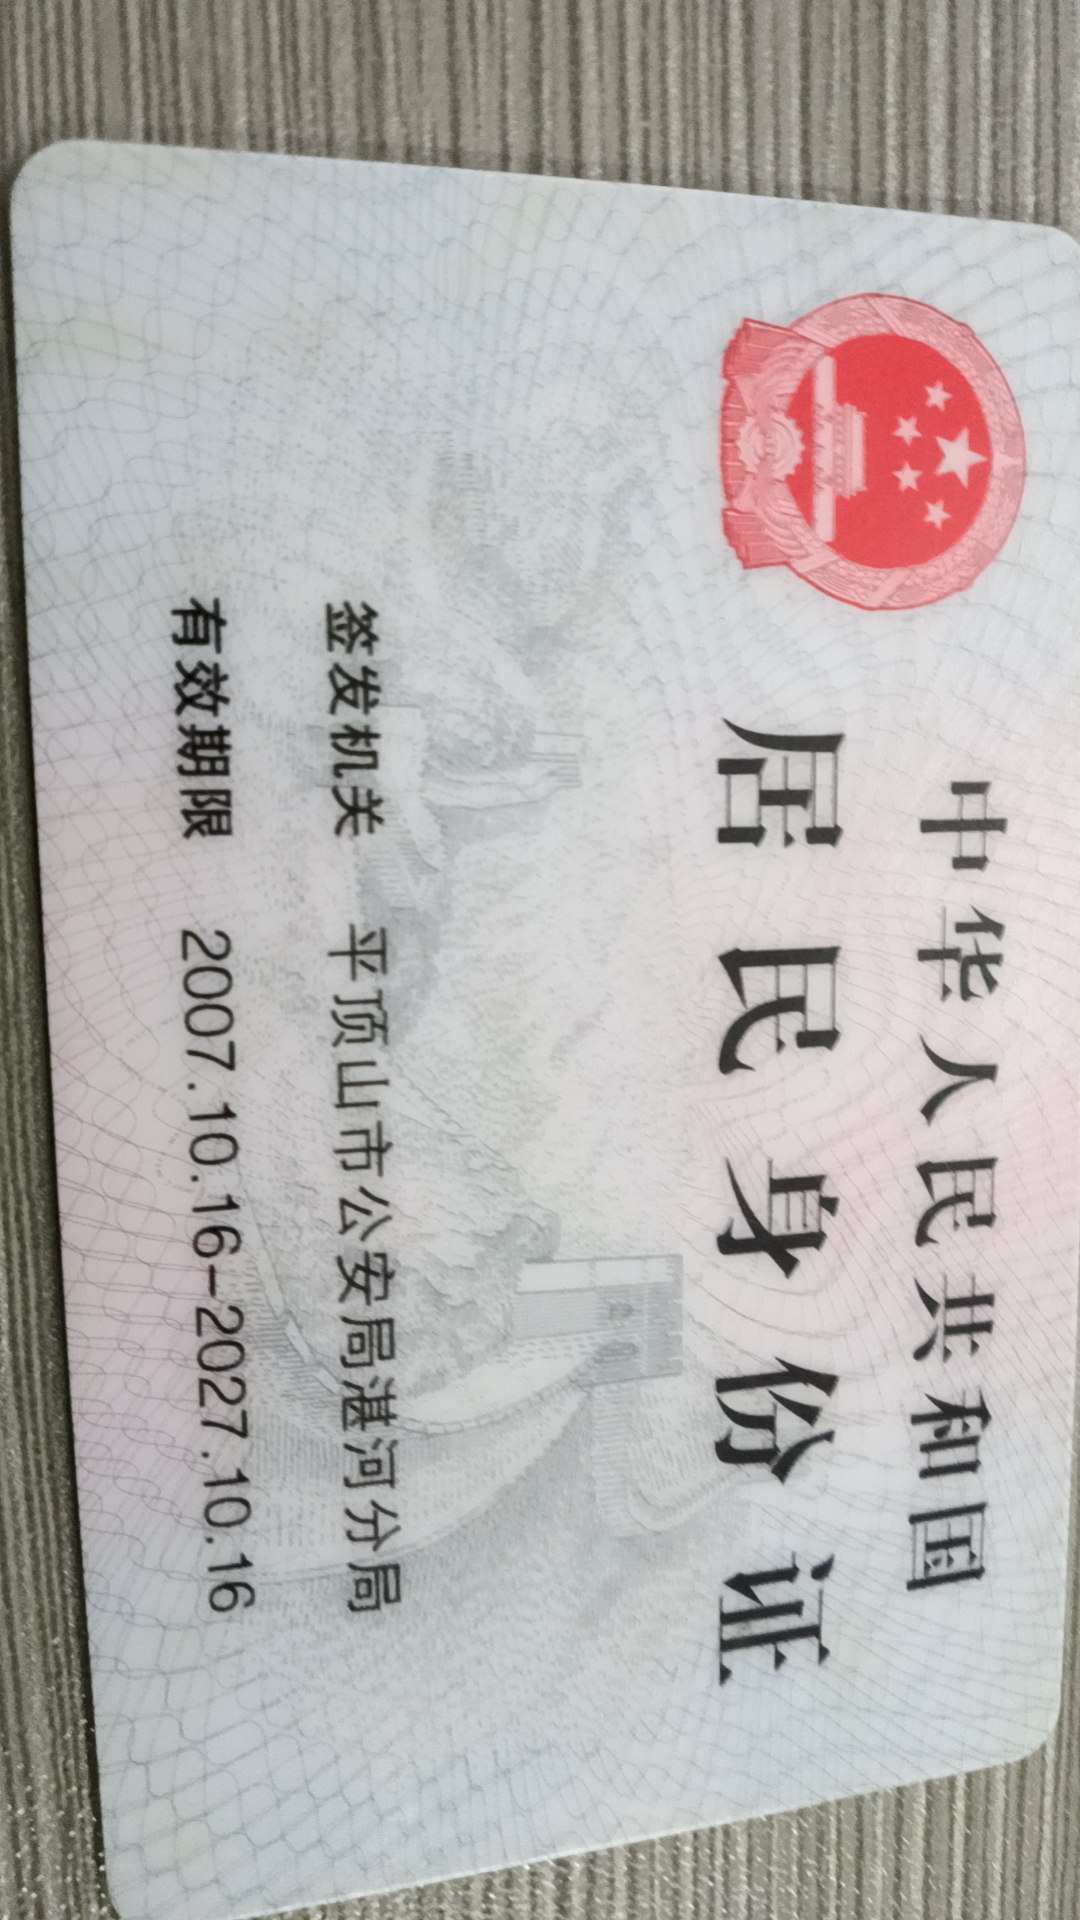 中华人民共和国
居民身份证
签发机关 平顶山市公安局湛河分局
有效期限 2007.10.16-2027.10.16